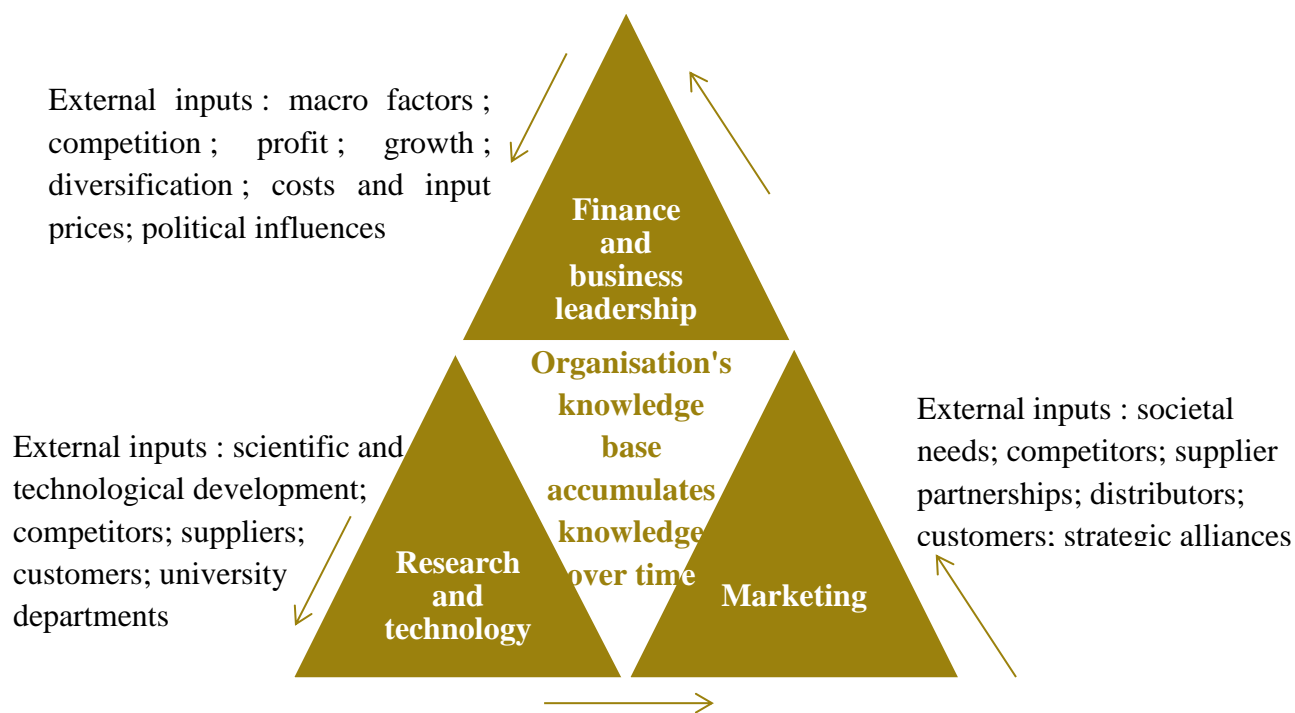 External inputs : macro factors ;
competition ; profit ; growth ;
diversification ; costs and input
prices; political influences
Finance
and
business
leadership
Organisation's
knowledge
base
accumulates
knowledge
over time
External inputs : scientific and
technological development;
competitors; suppliers;
customers; university
departments
Research
and
technology
Marketing
External inputs : societal
needs; competitors; supplier
partnerships; distributors;
customers; strategic alliances